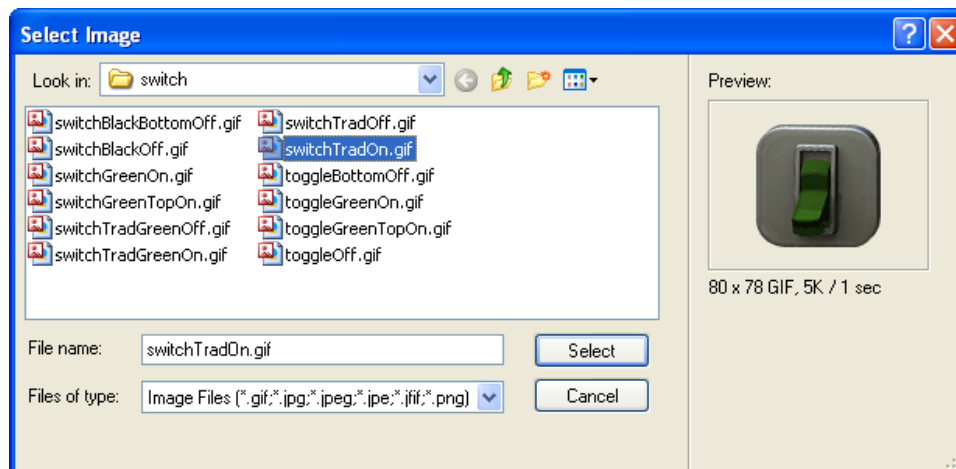 Select Image
Look in: switch
Preview:
switchBlackBottomOff.gif
switchBlackOff.gif
switchGreenOn.gif
switchGreenTopOn.gif
switchTradGreenOff.gif
switchTradGreenOn.gif
switchTradOff.gif
switchTradOn.gif
toggleBottomOff.gif
toggleGreenOn.gif
toggleGreenTopOn.gif
toggleOff.gif
80 x 78 GIF, 5K / 1 sec
File name: switchTradOn.gif Select
Files of type: Image Files (*.gif;*.jpg;*.jpeg;*.jpe;*.jfif;*.png) Cancel